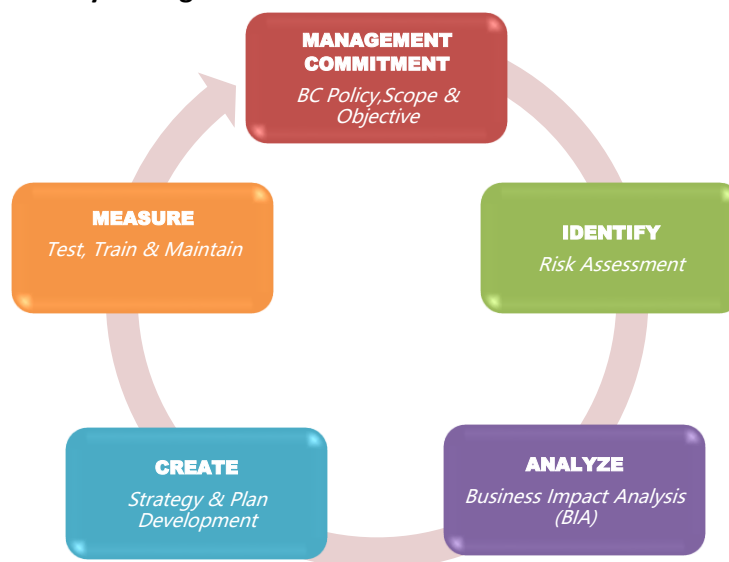 MANAGEMENT
COMMITMENT
BC Policy,Scope &
Objective
IDENTIFY
Risk Assessment
ANALYZE
Business Impact Analysis
(BIA)
CREATE
Strategy & Plan
Development
MEASURE
Test, Train & Maintain